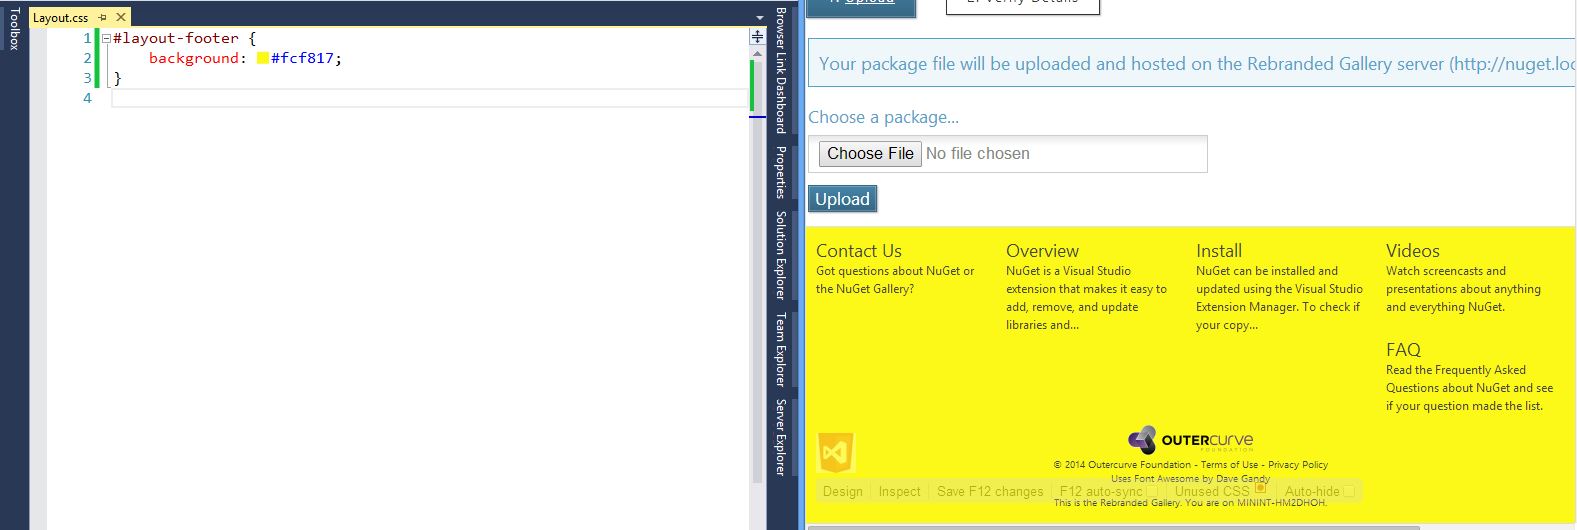 Toolbox
Layout.css
1 #layout-footer {
2 background: #fcf817;
3 }
4
Browser Link Dashboard
Properties
Solution Explorer
Team Explorer
Server Explorer
Upload
Details
Your package file will be uploaded and hosted on the Rebranded Gallery server (http://nuget.loc
Choose a package...
Choose File No file chosen
Upload
Contact Us
Got questions about NuGet or
the NuGet Gallery?
Overview
NuGet is a Visual Studio
extension that makes it easy to
add, remove, and update
libraries and...
Install
NuGet can be installed and
updated using the Visual Studio
Extension Manager. To check if
your copy...
Videos
Watch screencasts and
presentations about anything
and everything NuGet.
FAQ
Read the Frequently Asked
Questions about NuGet and see
if your question made the list.
OUTERCURVE
FOUNDATION
© 2014 Outercurve Foundation - Terms of Use - Privacy Policy
Uses Font Awesome by Dave Gandy
Design Inspect Save F12 changes F12 auto-sync Unused CSS Auto-hide
This is the Rebranded Gallery. You are on MININT-HM2DHOH.